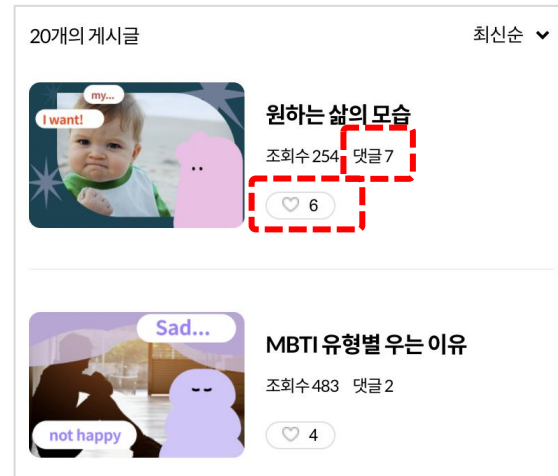 20개의 게시글
최신순
my...
I want!
원하는 삶의 모습
조회수 254 댓글 7
6
Sad...
not happy
MBTI 유형별 우는 이유
조회수 483 댓글 2
4